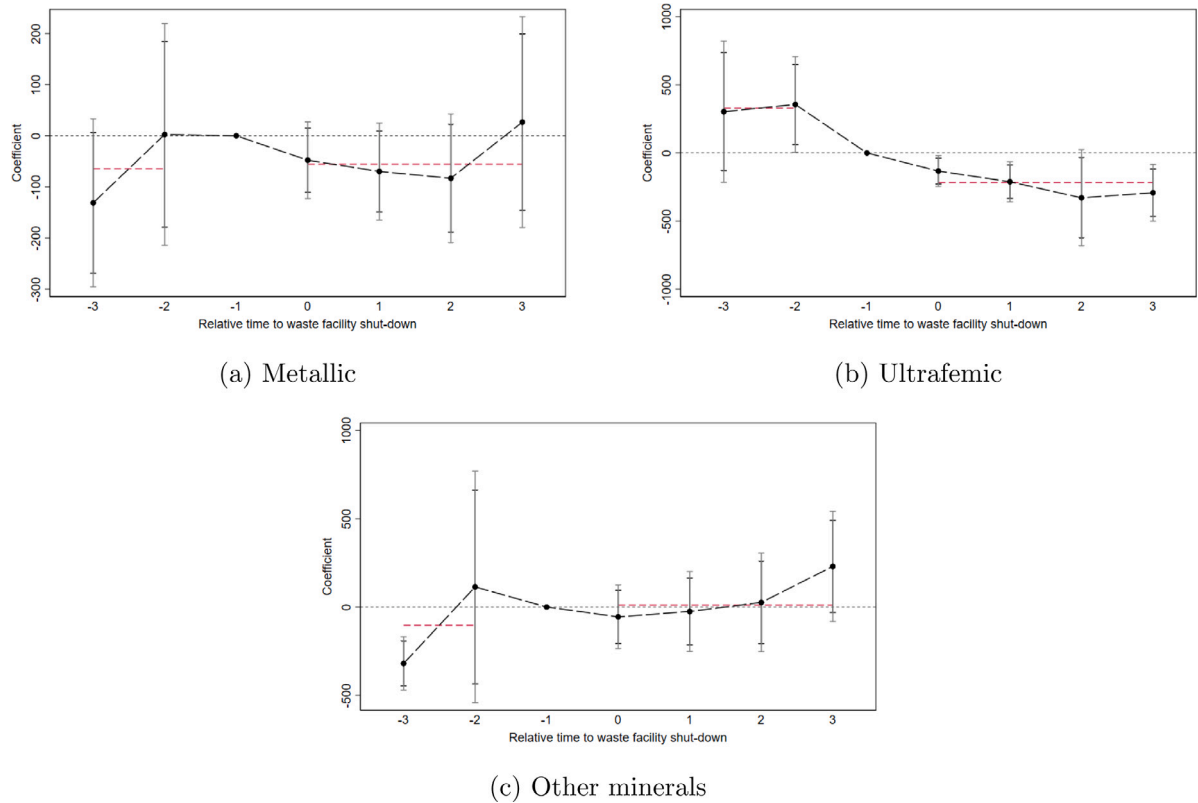 200
100
0
-100
-200
-300
Coefficient
-3 -2 -1 0 1 2 3
Relative time to waste facility shut-down
(a) Metallic
1000
500
0
-500
-1000
Coefficient
-3 -2 -1 0 1 2 3
Relative time to waste facility shut-down
(b) Ultrafemic
1000
500
0
-500
Coefficient
-3 -2 -1 0 1 2 3
Relative time to waste facility shut-down
(c) Other minerals